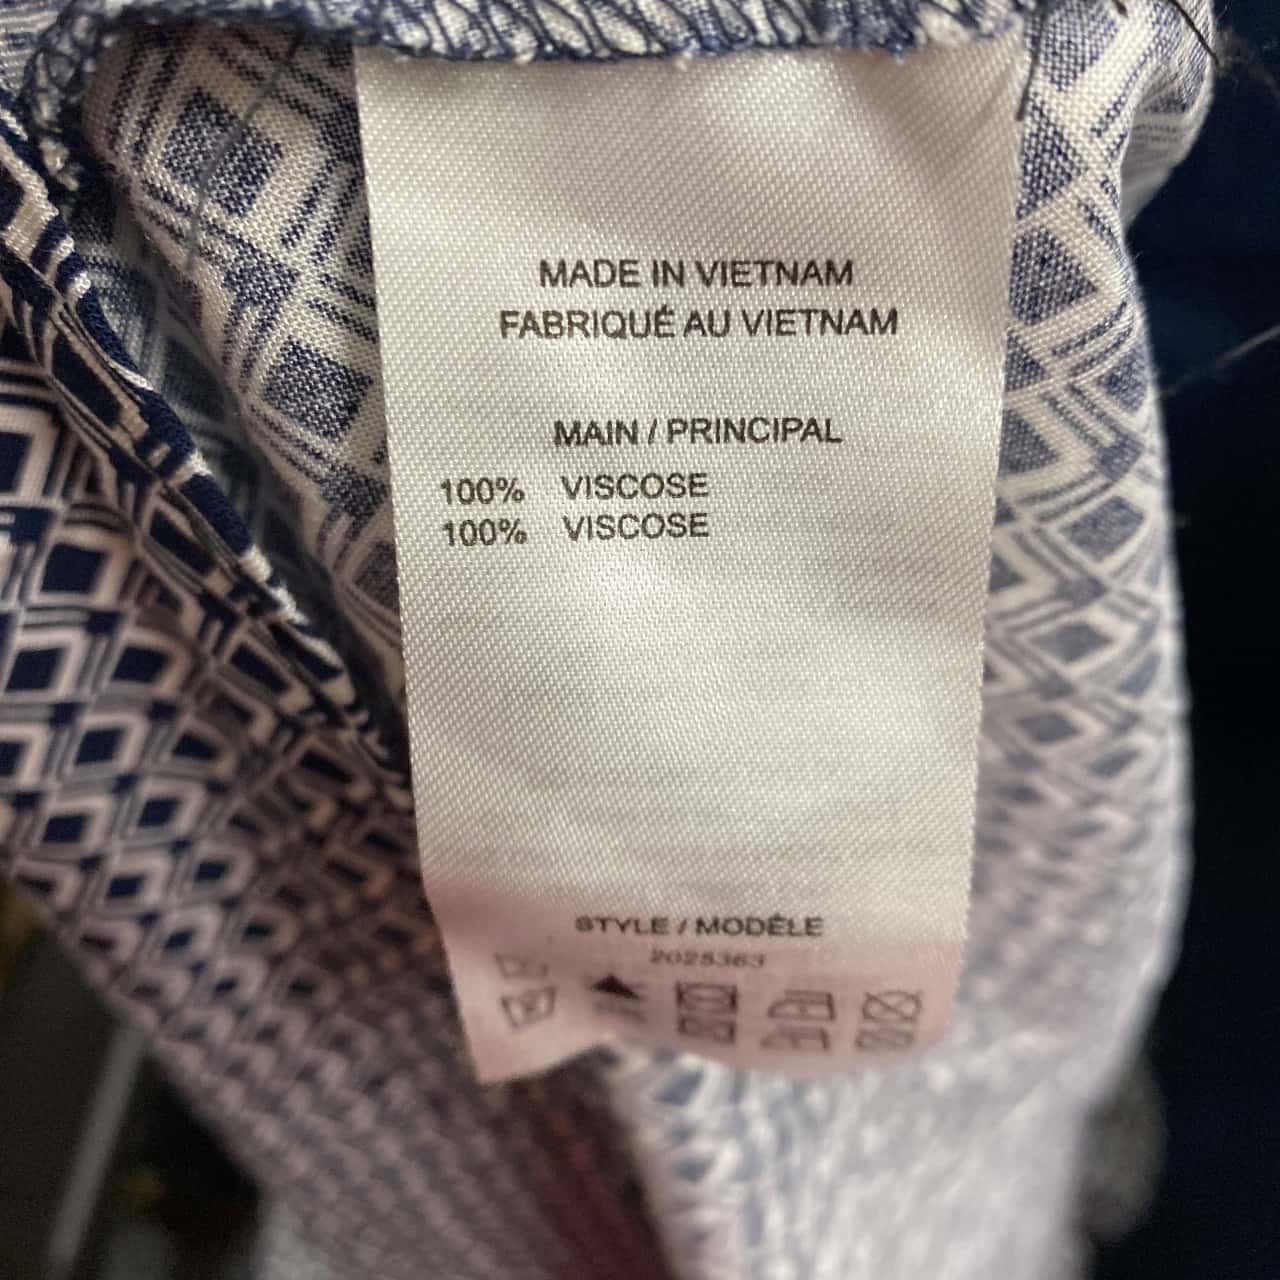 MADE IN VIETNAM
FABRIQUÉ AU VIETNAM
MAIN / PRINCIPAL
100% VISCOSE
100% VISCOSE
STYLE / MODÈLE
2025363